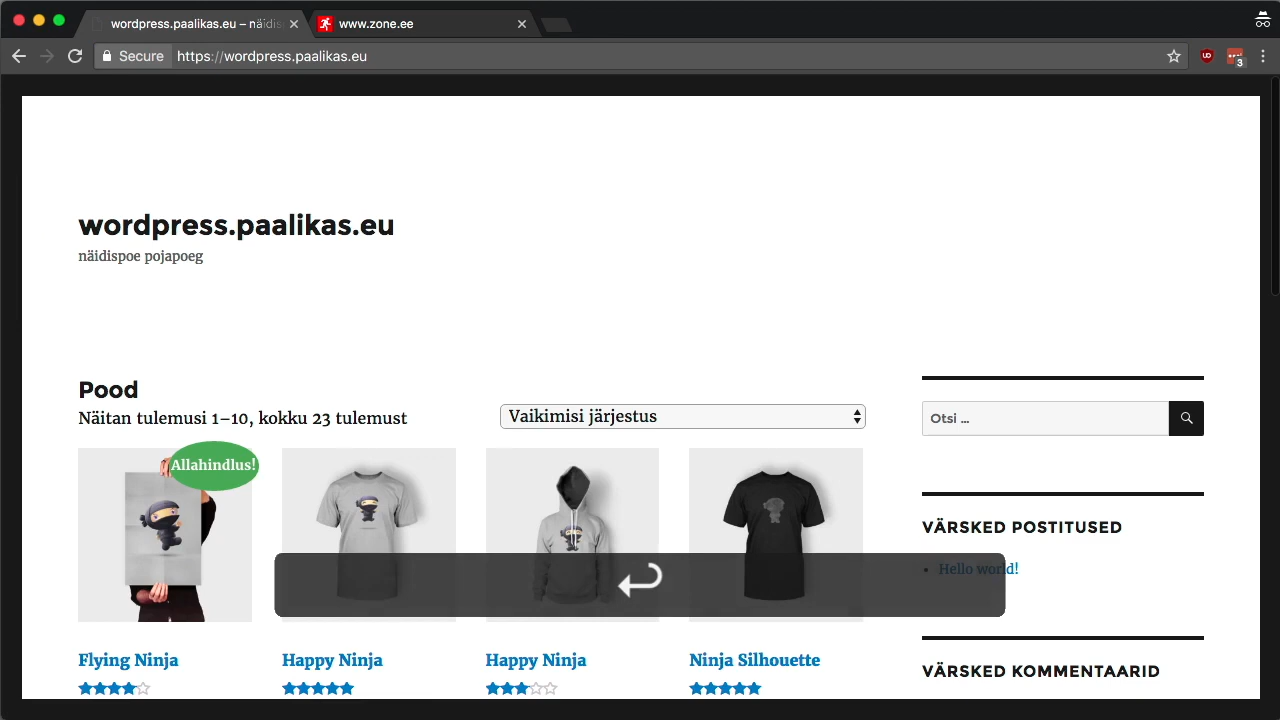 wordpress.paalikas.eu – näidis
www.zone.ee
Secure
https://wordpress.paalikas.eu
3
wordpress.paalikas.eu
näidispoe pojapoeg
Pood
Näitan tulemusi 1–10, kokku 23 tulemust
Vaikimisi järjestus
Otsi ...
Allahindlus!
VÄRSKED POSTITUSED
Hello world!
Flying Ninja
Happy Ninja
Happy Ninja
Ninja Silhouette
VÄRSKED KOMMENTAARID